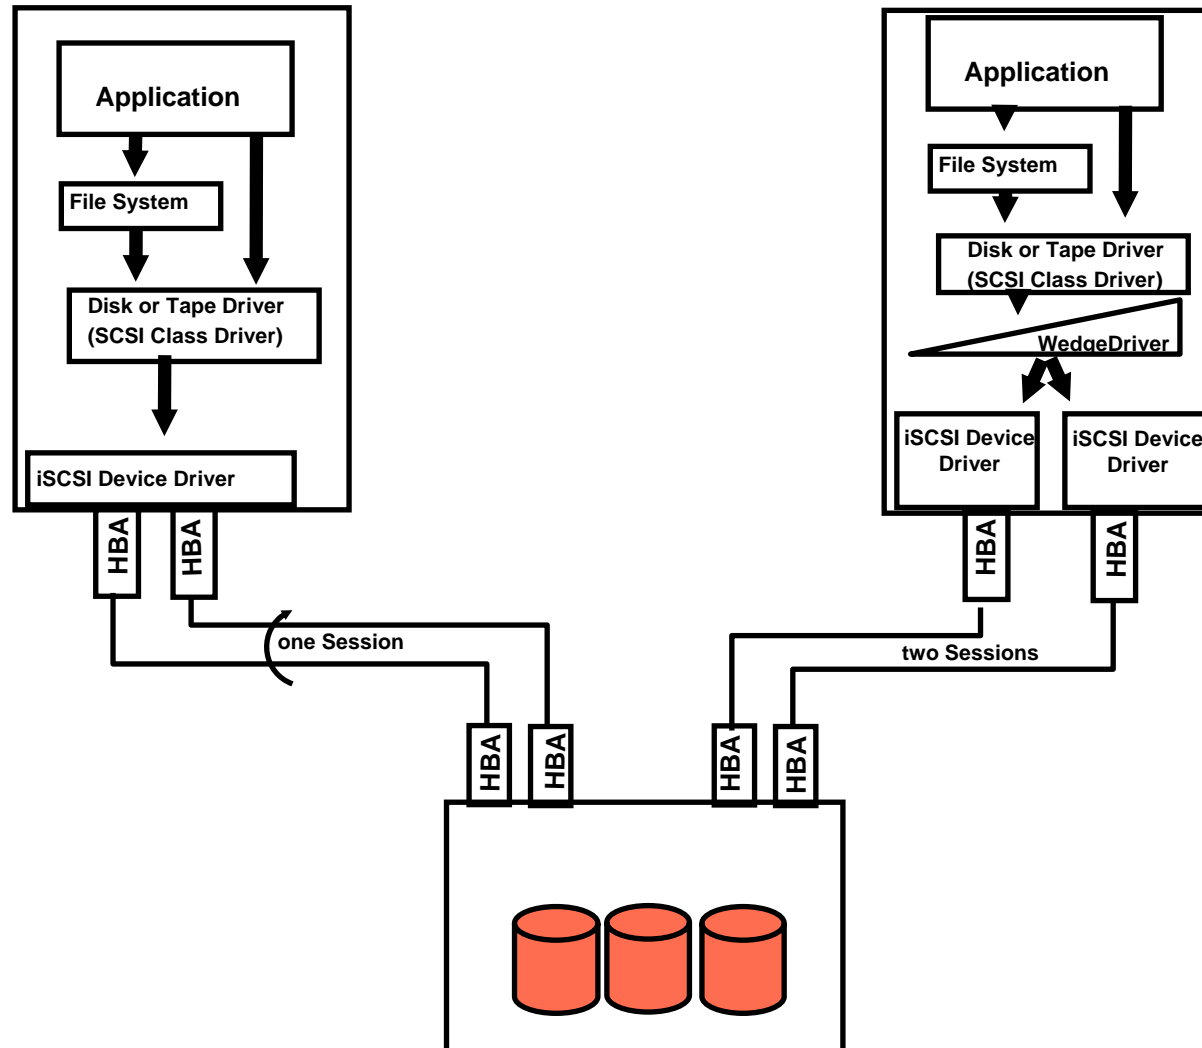 Application
File System
Disk or Tape Driver
(SCSI Class Driver)
iSCSI Device Driver
HBA
HBA
one Session
HBA
HBA
Application
File System
Disk or Tape Driver
(SCSI Class Driver)
WedgeDriver
iSCSI Device
Driver
iSCSI Device
Driver
HBA
HBA
two Sessions
HBA
HBA